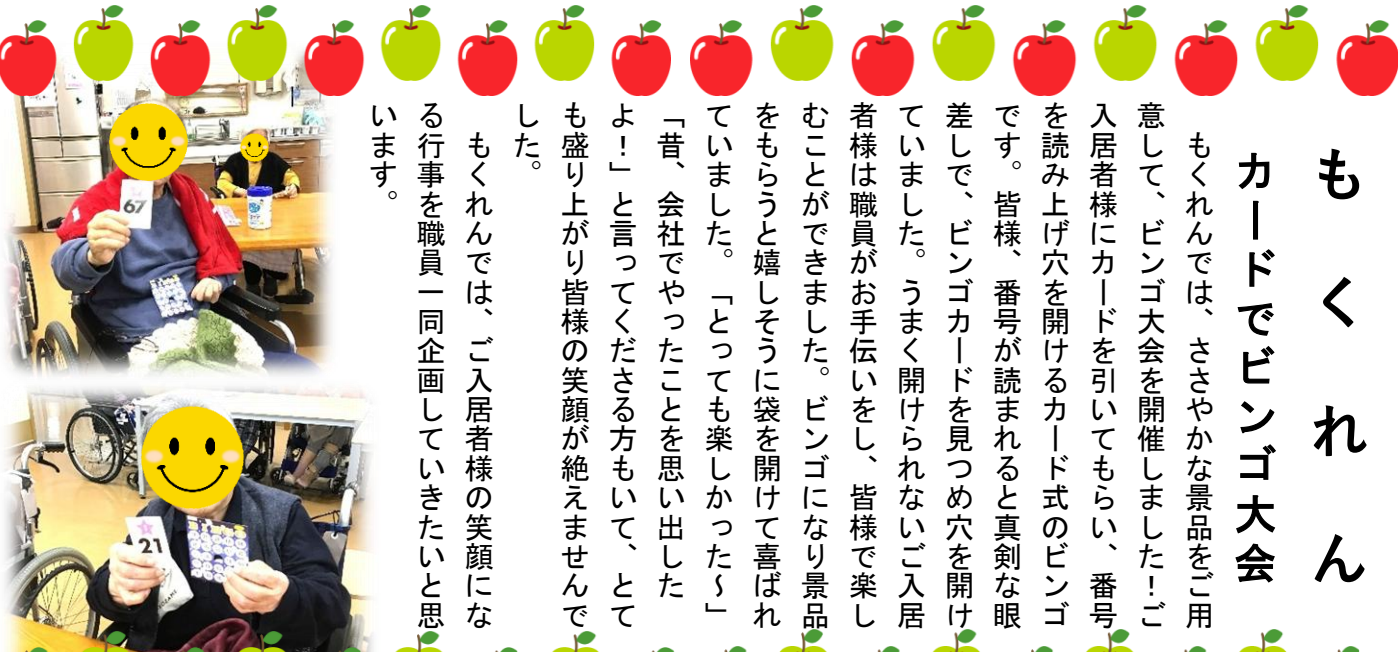 もくれん
カードでビンゴ大会
もくれんでは、ささやかな景品をご用
意して、ビンゴ大会を開催しました！ご
入居者様にカードを引いてもらい、番号
を読み上げ穴を開けるカード式のビンゴ
です。皆様、番号が読まれると真剣な眼
差しで、ビンゴカードを見つめ穴を開け
ていました。うまく開けられないご入居
者様は職員がお手伝いをし、皆様で楽し
むことができました。ビンゴになり景品
をもらうと嬉しそうに袋を開けて喜ばれ
ていました。「とっても楽しかった～」
「昔、会社でやったことを思い出した
よ！」と言ってくださる方もいて、とて
も盛り上がり皆様の笑顔が絶えませんで
した。
もくれんでは、ご入居者様の笑顔にな
る行事を職員一同企画していきたいと思
います。
67
21